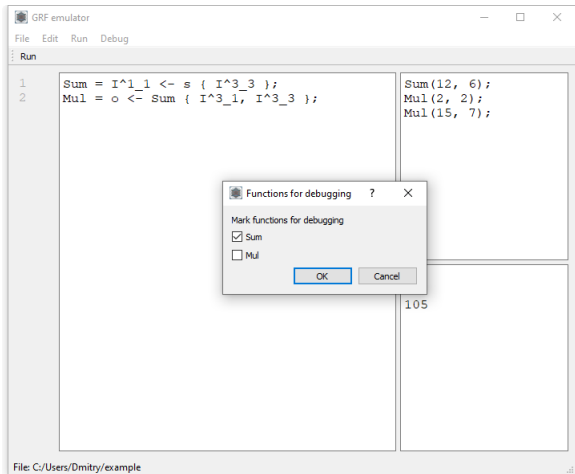 GRF emulator
File Edit Run Debug
Run
1 Sum = I^1_1 <- s { I^3_3 };
2 Mul = o <- Sum { I^3_1, I^3_3 };
Sum(12, 6);
Mul(2, 2);
Mul(15, 7);
Functions for debugging ?
Mark functions for debugging
Sum
Mul
OK Cancel
105
File: C:/Users/Dmitry/example